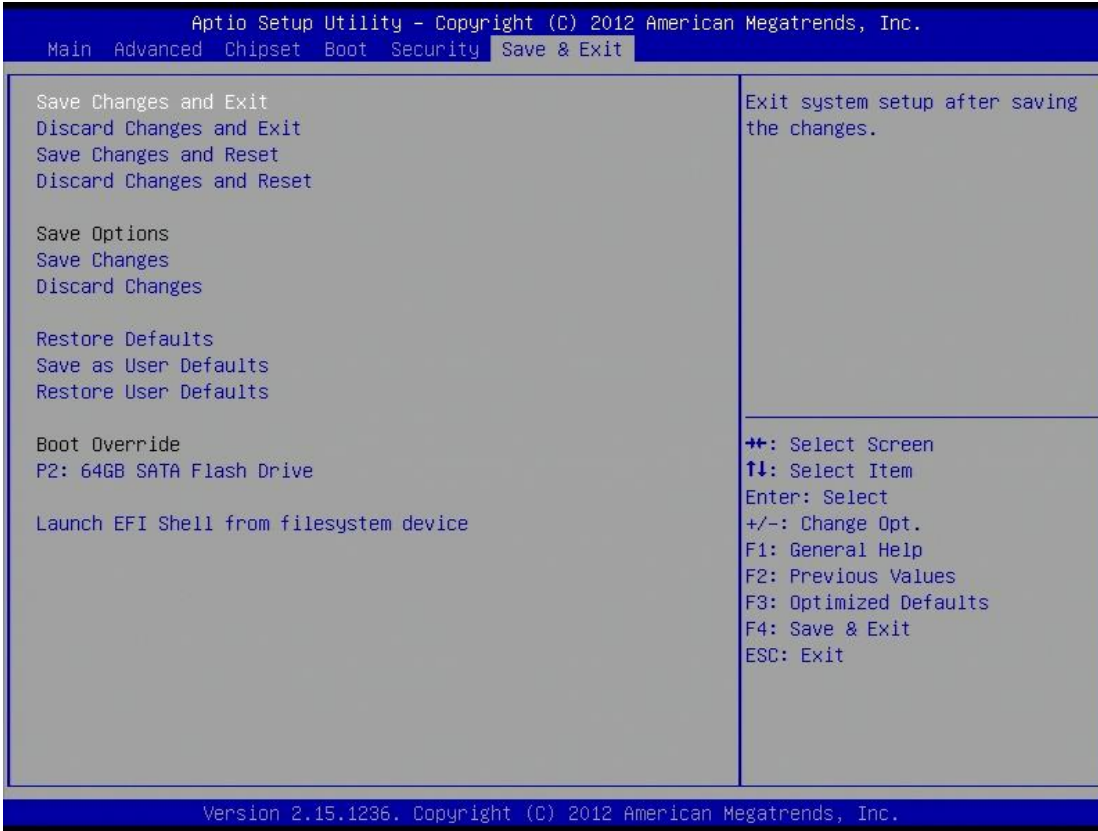 Aptio Setup Utility – Copyright (C) 2012 American Megatrends, Inc.
Main Advanced Chipset Boot Security Save & Exit
Save Changes and Exit
Discard Changes and Exit
Save Changes and Reset
Discard Changes and Reset
Save Options
Save Changes
Discard Changes
Restore Defaults
Save as User Defaults
Restore User Defaults
Boot Override
P2: 64GB SATA Flash Drive
Launch EFI Shell from filesystem device
Exit system setup after saving
the changes.
→←: Select Screen
↑↓: Select Item
Enter: Select
+/-: Change Opt.
F1: General Help
F2: Previous Values
F3: Optimized Defaults
F4: Save & Exit
ESC: Exit
Version 2.15.1236. Copyright (C) 2012 American Megatrends, Inc.